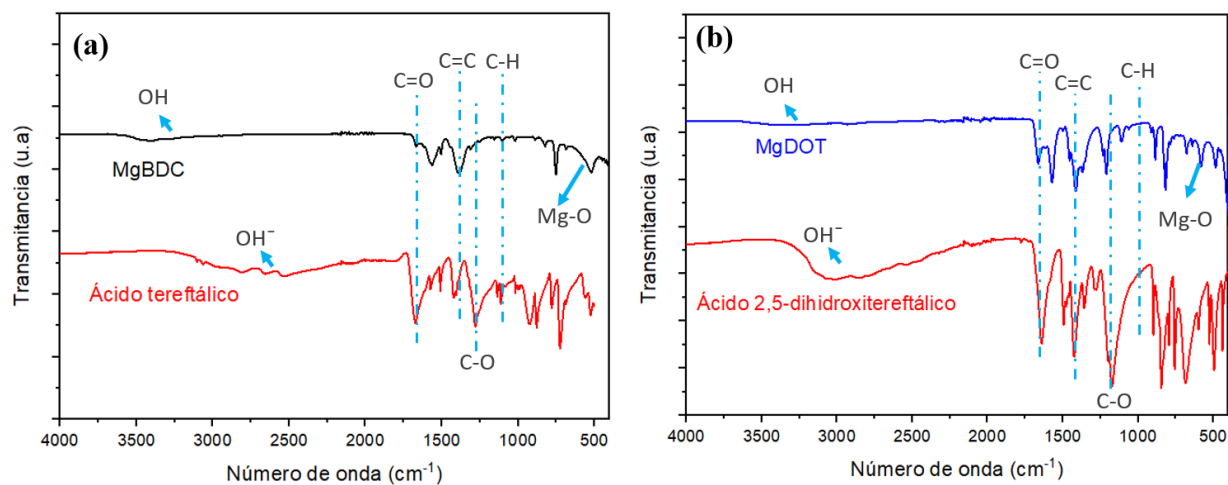 (a)
C=O
C=C
C-H
OH
MgBDC
Mg-O
OH⁻
Ácido tereftálico
C-O
Transmitancia (u.a)
4000 3500 3000 2500 2000 1500 1000 500
Número de onda (cm⁻¹)
(b)
C=O
C=C
C-H
OH
MgDOT
Mg-O
OH⁻
Ácido 2,5-dihidroxitereftálico
C-O
Transmitancia (u.a)
4000 3500 3000 2500 2000 1500 1000 500
Número de onda (cm⁻¹)